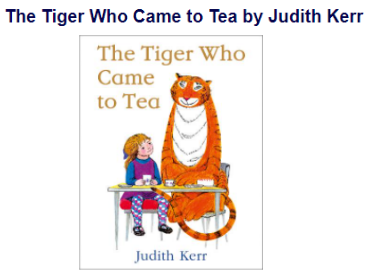 The Tiger Who Came to Tea by Judith Kerr
The Tiger Who
Came
to Tea
Judith Kerr